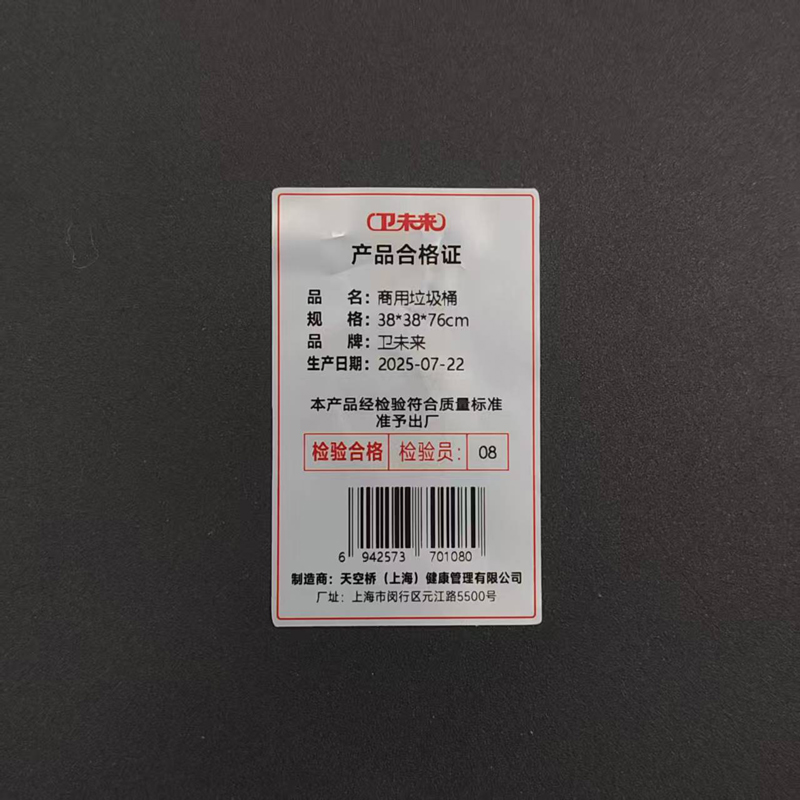 卫未来
产品合格证
品 名：商用垃圾桶
规 格：38*38*76cm
品 牌：卫未来
生产日期：2025-07-22
本产品经检验符合质量标准
准予出厂
检验合格 检验员： 08
6 942573 701080
制造商：天空桥（上海）健康管理有限公司
厂址：上海市闵行区元江路5500号